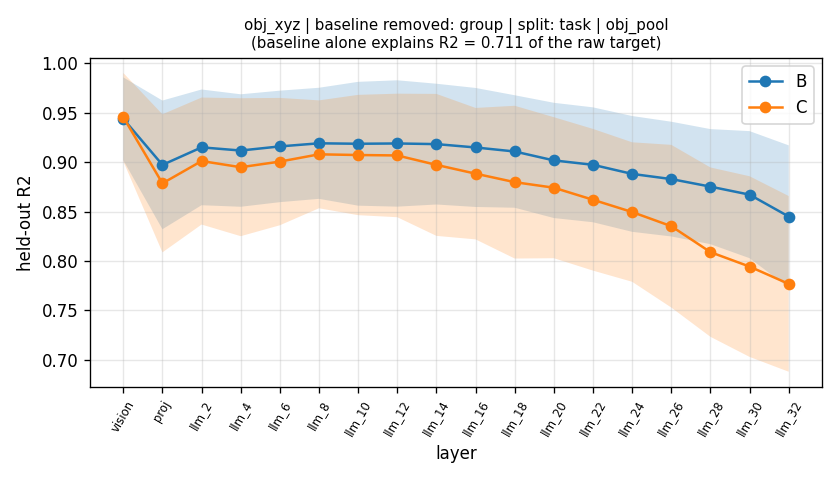 obj_xyz | baseline removed: group | split: task | obj_pool
(baseline alone explains R2 = 0.711 of the raw target)
1.00
0.95
0.90
0.85
0.80
0.75
0.70
held-out R2
B
C
vision
proj
llm_2
llm_4
llm_6
llm_8
llm_10
llm_12
llm_14
llm_16
llm_18
llm_20
llm_22
llm_24
llm_26
llm_28
llm_30
llm_32
layer